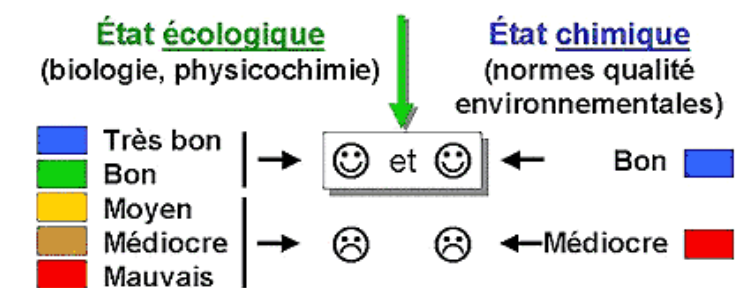 État écologique
(biologie, physicochimie)
État chimique
(normes qualité
environnementales)
Très bon
Bon
Moyen
Médiocre
Mauvais
et
Bon
Médiocre